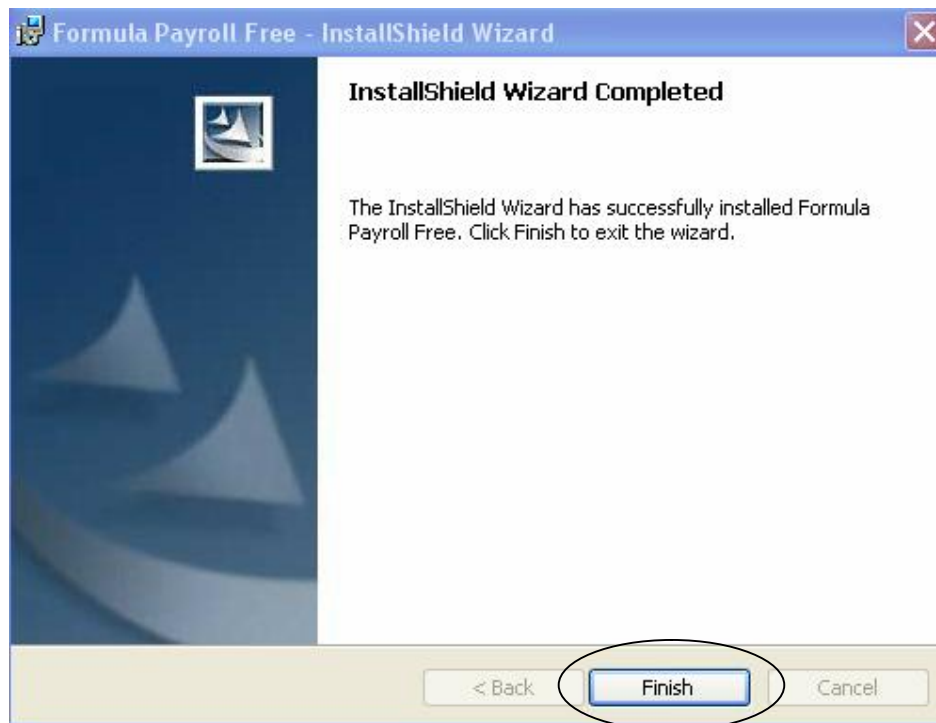 Formula Payroll Free - InstallShield Wizard
InstallShield Wizard Completed
The InstallShield Wizard has successfully installed Formula
Payroll Free. Click Finish to exit the wizard.
< Back Finish Cancel